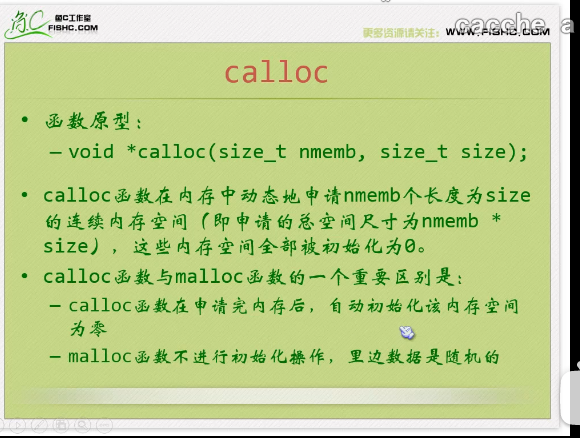 鱼C工作室
FISHC.COM
更多资源请关注：
WWW.FISHC.COM
cacche_a
calloc
• 函数原型：
– void *calloc(size_t nmemb, size_t size);
• calloc函数在内存中动态地申请nmemb个长度为size
的连续内存空间（即申请的总空间尺寸为nmemb *
size），这些内存空间全部被初始化为0。
• calloc函数与malloc函数的一个重要区别是：
– calloc函数在申请完内存后，自动初始化该内存空间
为零
– malloc函数不进行初始化操作，里边数据是随机的